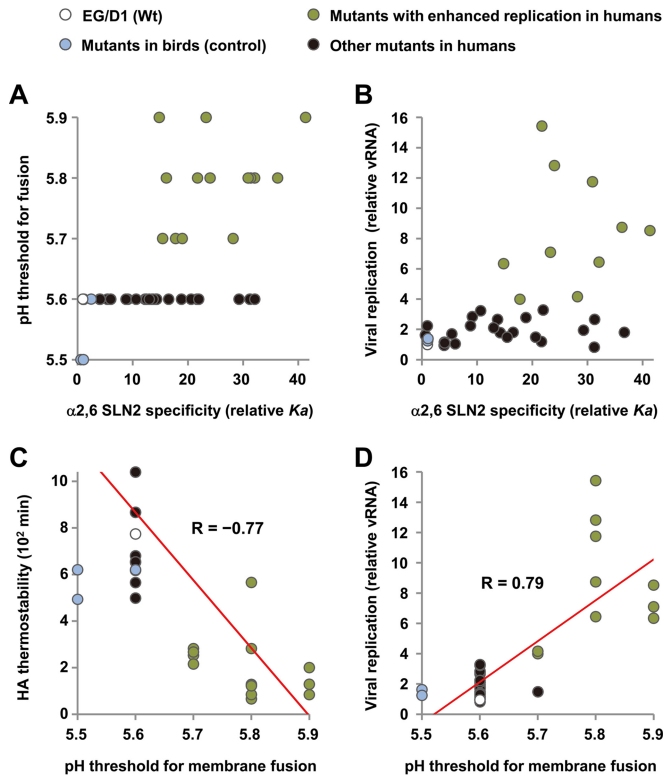 EG/D1 (Wt)
Mutants with enhanced replication in humans
Mutants in birds (control)
Other mutants in humans
A
pH threshold for fusion
5.9
5.8
5.7
5.6
5.5
0 10 20 30 40
α2,6 SLN2 specificity (relative Ka)
B
Viral replication (relative vRNA)
16
14
12
10
8
6
4
2
0
0 10 20 30 40
α2,6 SLN2 specificity (relative Ka)
C
HA thermostability (10² min)
10
8
6
4
2
0
R = −0.77
5.5 5.6 5.7 5.8 5.9
pH threshold for membrane fusion
D
Viral replication (relative vRNA)
16
14
12
10
8
6
4
2
0
R = 0.79
5.5 5.6 5.7 5.8 5.9
pH threshold for membrane fusion